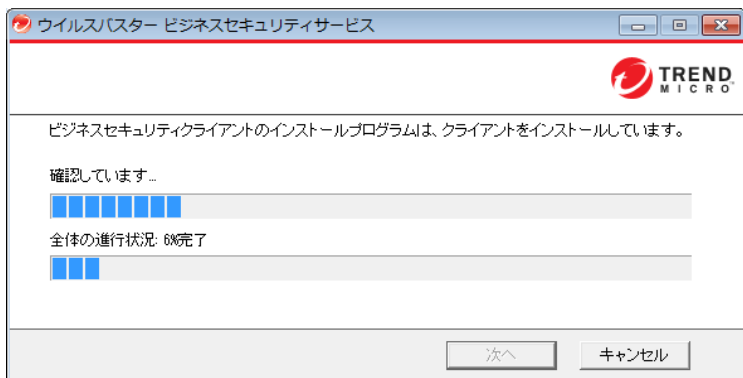 ウイルスバスター ビジネスセキュリティサービス
TREND
MICRO
ビジネスセキュリティクライアントのインストールプログラムは、クライアントをインストールしています。
確認しています...
全体の進行状況: 6%完了
次へ
キャンセル